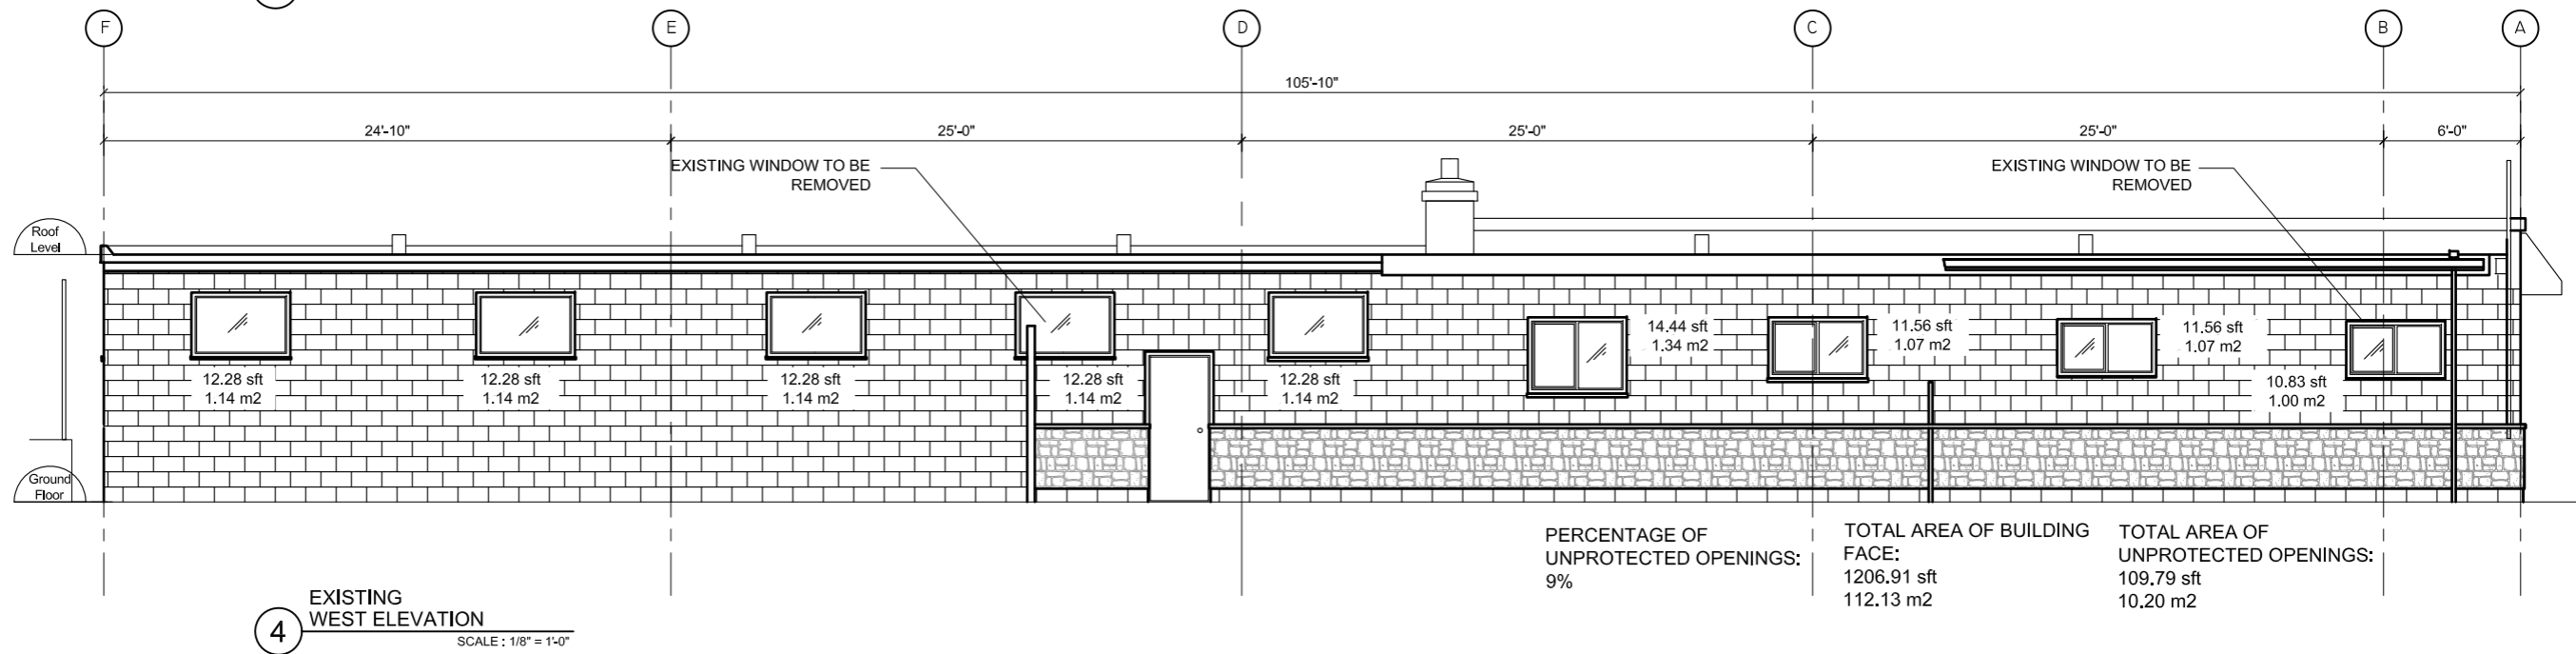 F
E
D
C
B
A
105'-10"
24'-10"
25'-0"
25'-0"
25'-0"
6'-0"
EXISTING WINDOW TO BE
REMOVED
EXISTING WINDOW TO BE
REMOVED
Roof
Level
14.44 sft
1.34 m2
11.56 sft
1.07 m2
11.56 sft
1.07 m2
12.28 sft
1.14 m2
12.28 sft
1.14 m2
12.28 sft
1.14 m2
12.28 sft
1.14 m2
12.28 sft
1.14 m2
10.83 sft
1.00 m2
Ground
Floor
PERCENTAGE OF
UNPROTECTED OPENINGS:
9%
TOTAL AREA OF BUILDING
FACE:
1206.91 sft
112.13 m2
TOTAL AREA OF
UNPROTECTED OPENINGS:
109.79 sft
10.20 m2
4
EXISTING
WEST ELEVATION
SCALE : 1/8" = 1'-0"